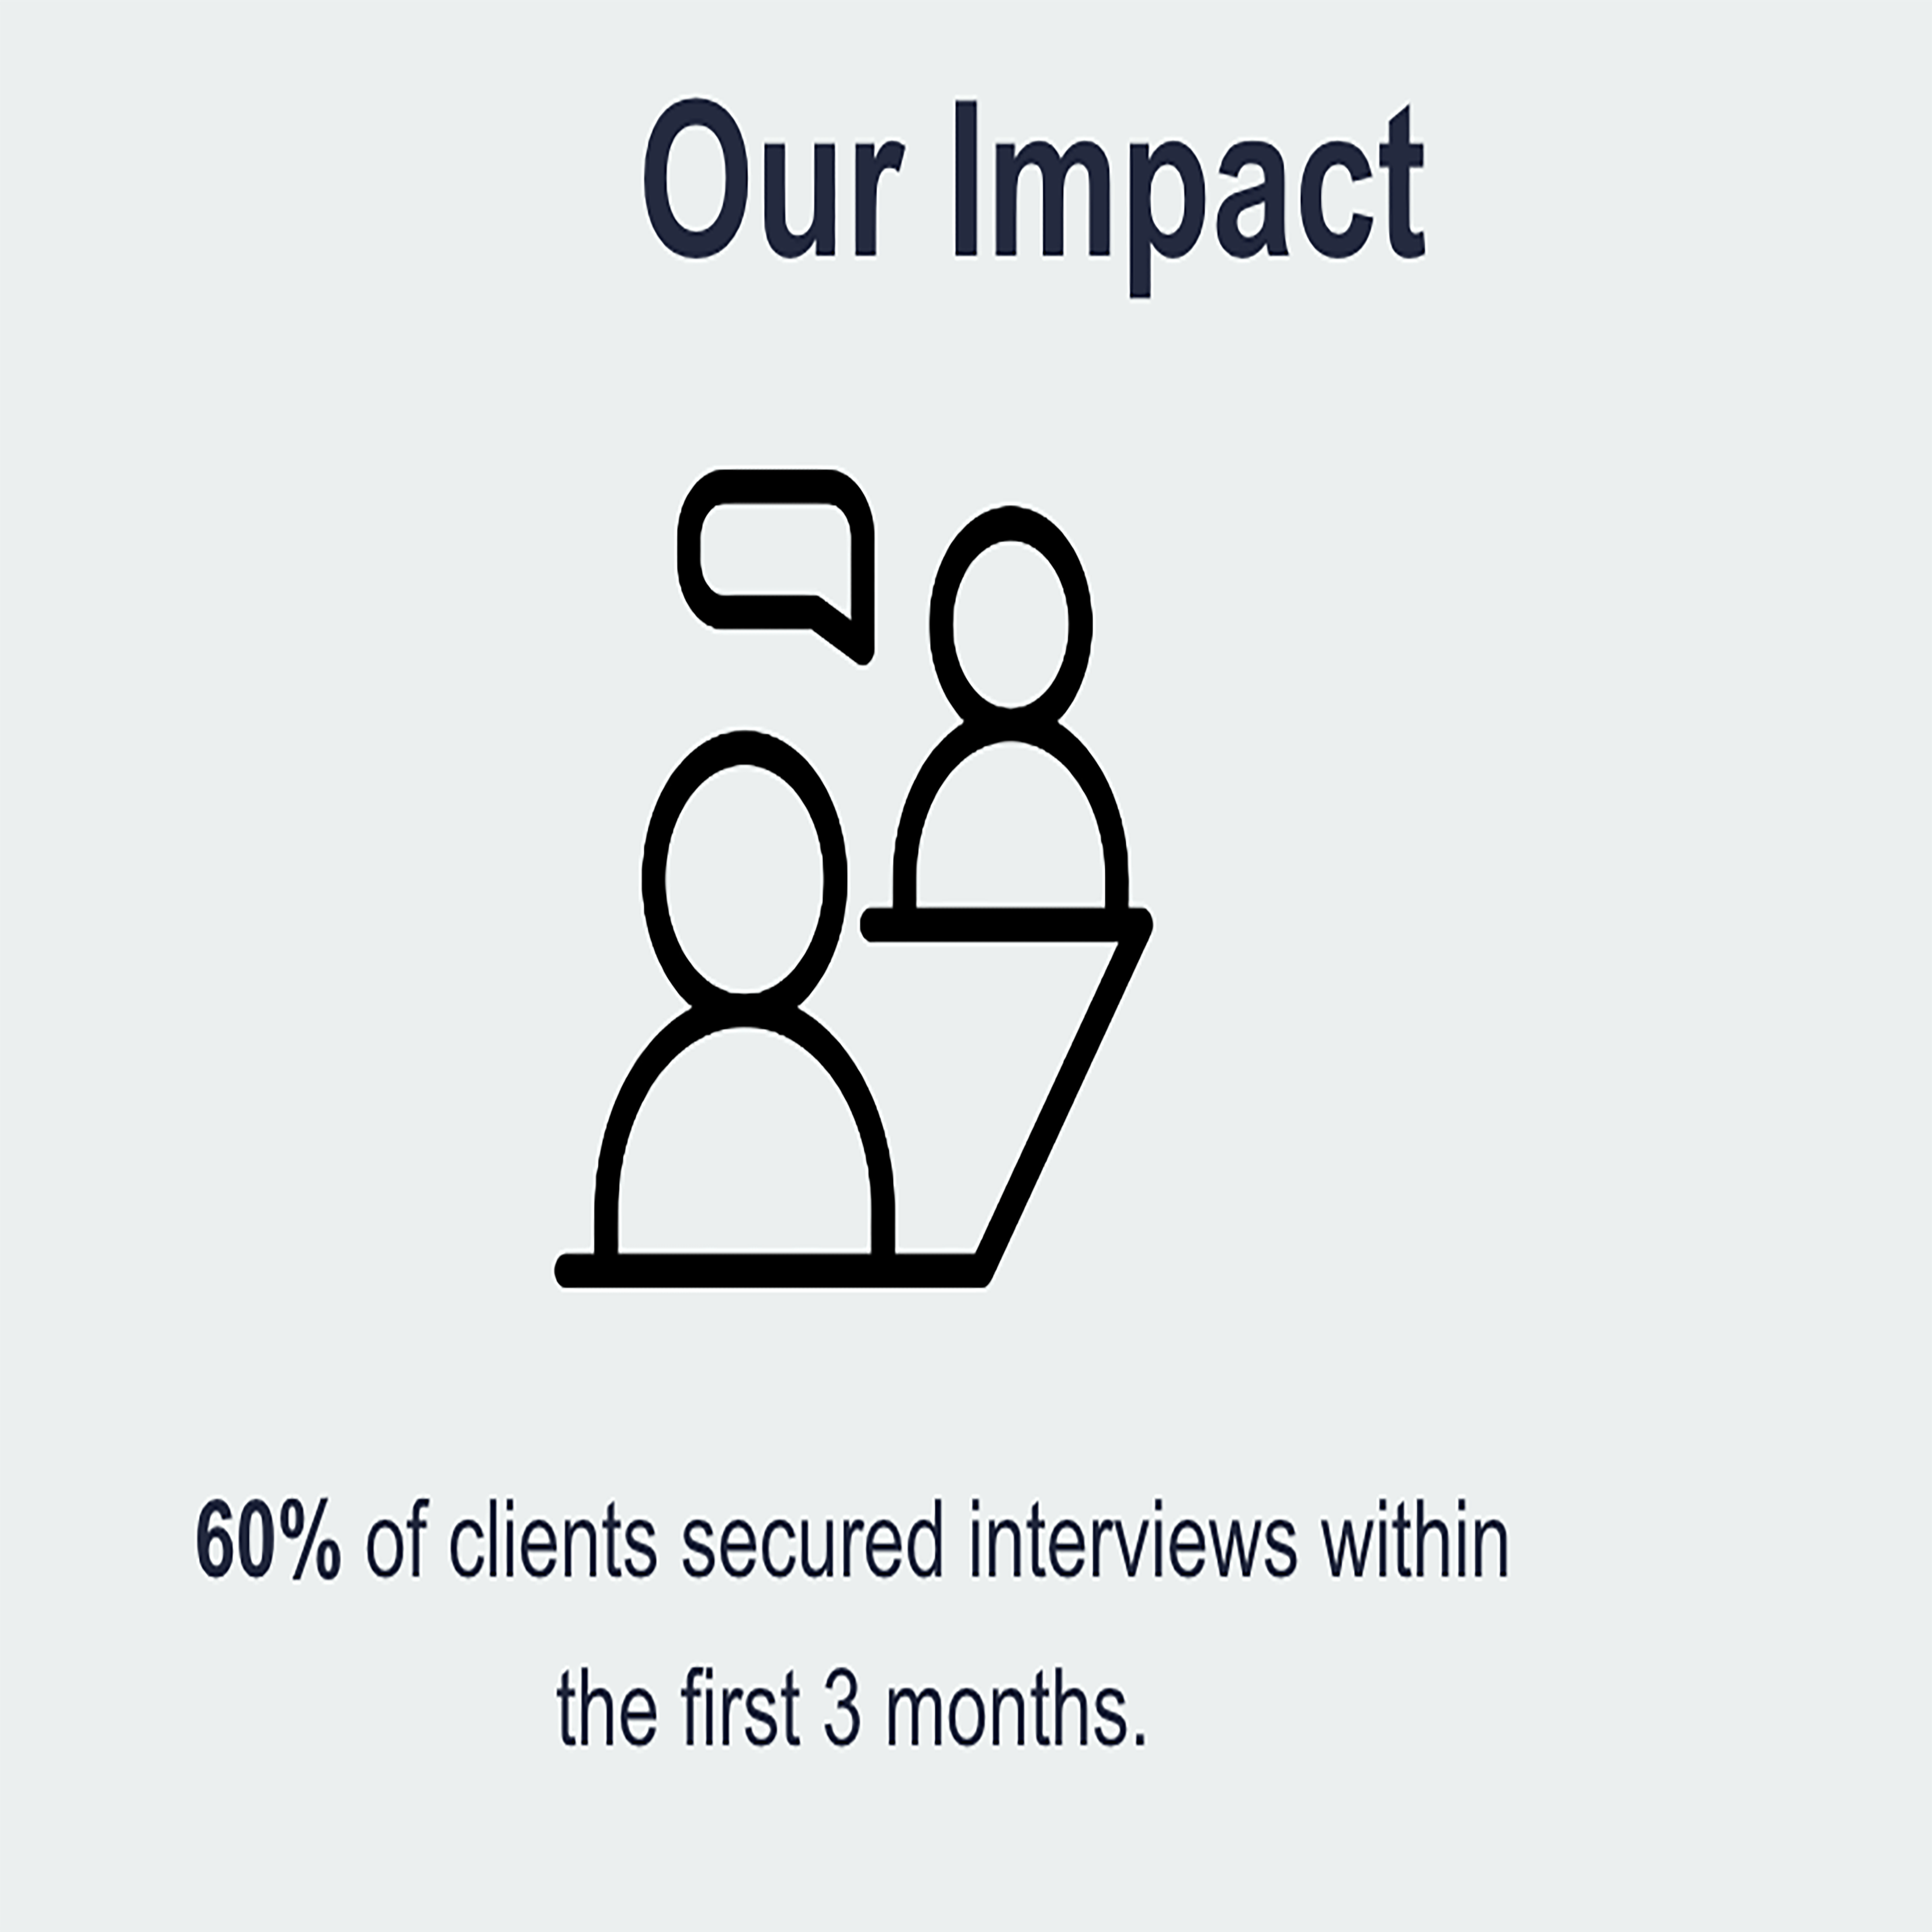 Our Impact
60% of clients secured interviews within
the first 3 months.